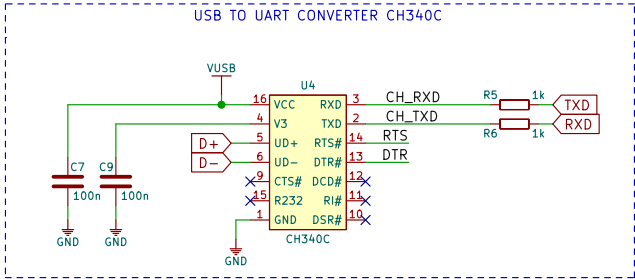 USB TO UART CONVERTER CH340C
VUSB
U4
16 VCC RXD 3 CH_RXD R5 1k TXD
4 V3 TXD 2 CH_TXD R6 1k RXD
D+ 5 UD+ RTS# 14 RTS
D- 6 UD- DTR# 13 DTR
C7 100n
C9 100n
9 CTS# DCD# 12
15 R232 RI# 11
1 GND DSR# 10
CH340C
GND
GND
GND